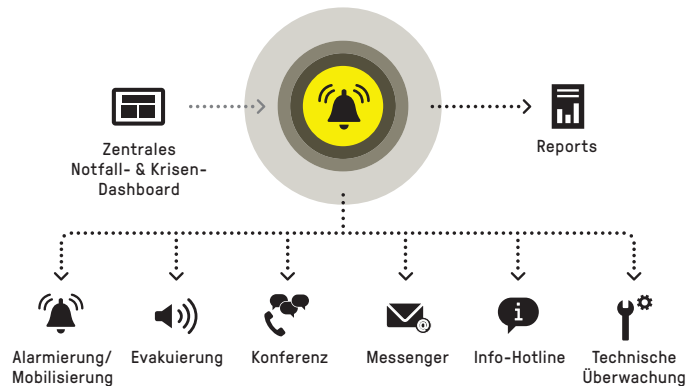 Zentrales
Notfall- & Krisen-
Dashboard
Reports
Alarmierung/
Mobilisierung
Evakuierung
Konferenz
Messenger
Info-Hotline
Technische
Überwachung